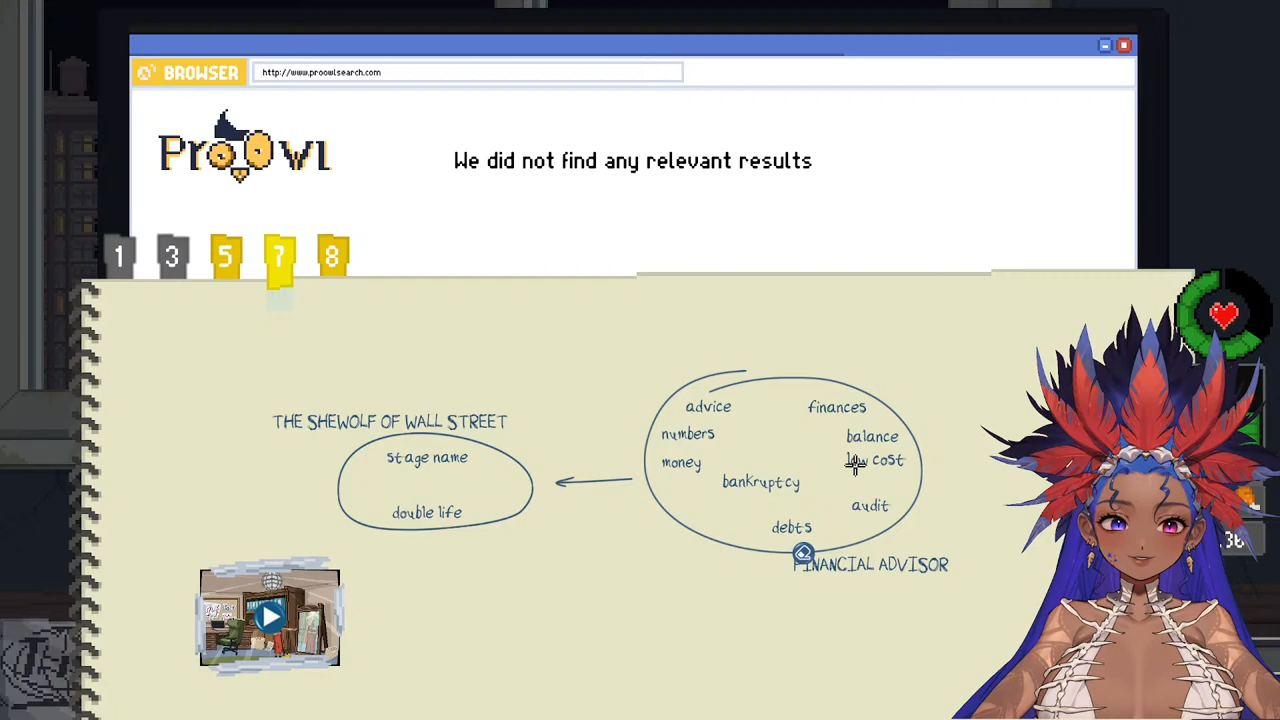 BROWSER
http://www.proowlsearch.com
PrOOwl
We did not find any relevant results
1 3 5 7 8
THE SHEWOLF OF WALL STREET
stage name
double life
advice
finances
numbers
balance
money
low cost
bankruptcy
audit
debts
FINANCIAL ADVISOR